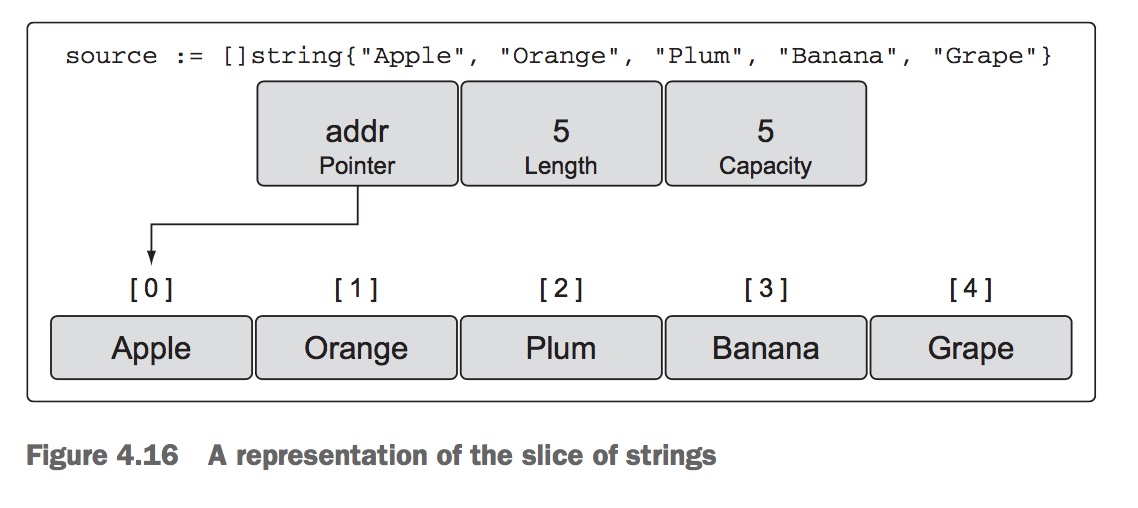 source := []string{"Apple", "Orange", "Plum", "Banana", "Grape"}
addr 5 5
Pointer Length Capacity
[0] [1] [2] [3] [4]
Apple Orange Plum Banana Grape
Figure 4.16 A representation of the slice of strings